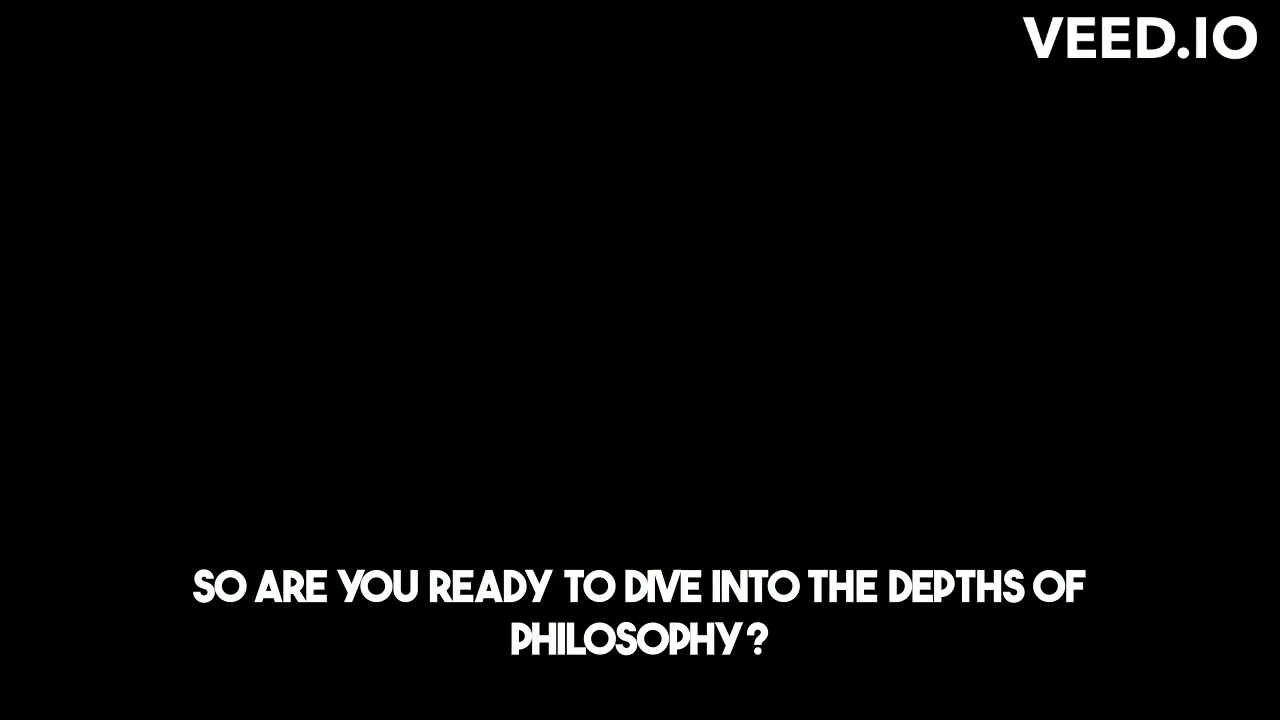 VEED.IO
SO ARE YOU READY TO DIVE INTO THE DEPTHS OF
PHILOSOPHY?